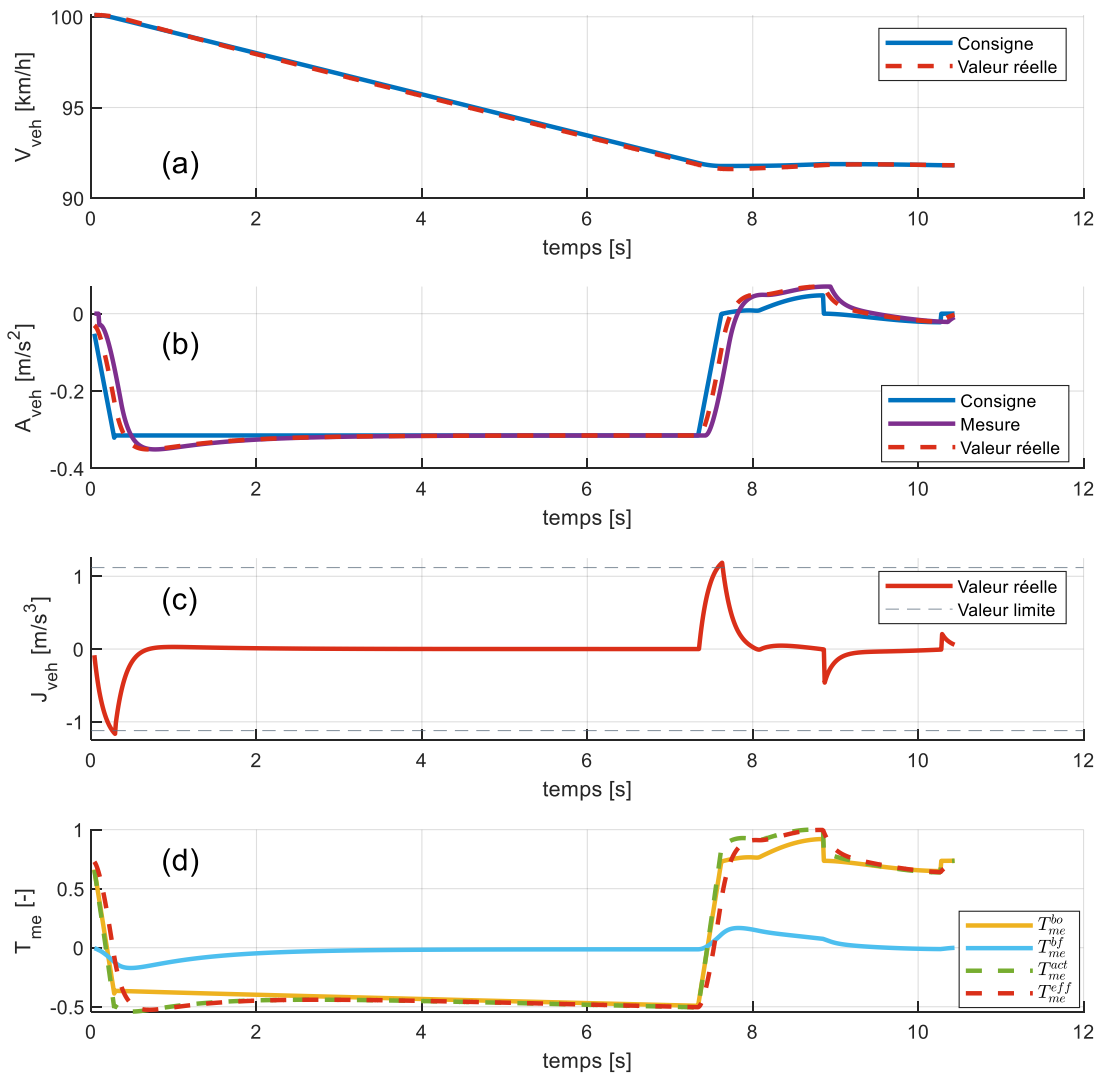 100
95
90
V_veh [km/h]
(a)
Consigne
Valeur réelle
0 2 4 6 8 10 12
temps [s]
0
-0.2
-0.4
A_veh [m/s²]
(b)
Consigne
Mesure
Valeur réelle
0 2 4 6 8 10 12
temps [s]
1
0
-1
J_veh [m/s³]
(c)
Valeur réelle
Valeur limite
0 2 4 6 8 10 12
temps [s]
1
0.5
0
-0.5
T_me [-]
(d)
T_me^bo
T_me^bf
T_me^act
T_me^eff
0 2 4 6 8 10 12
temps [s]